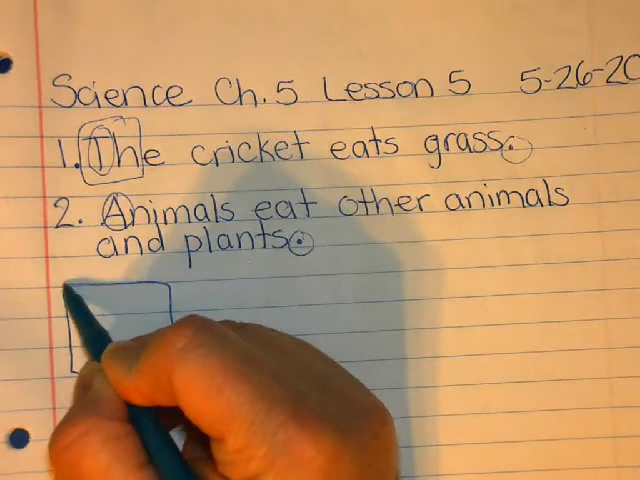 Science Ch. 5 Lesson 5 5-26-20
1. The cricket eats grass.
2. Animals eat other animals
and plants.